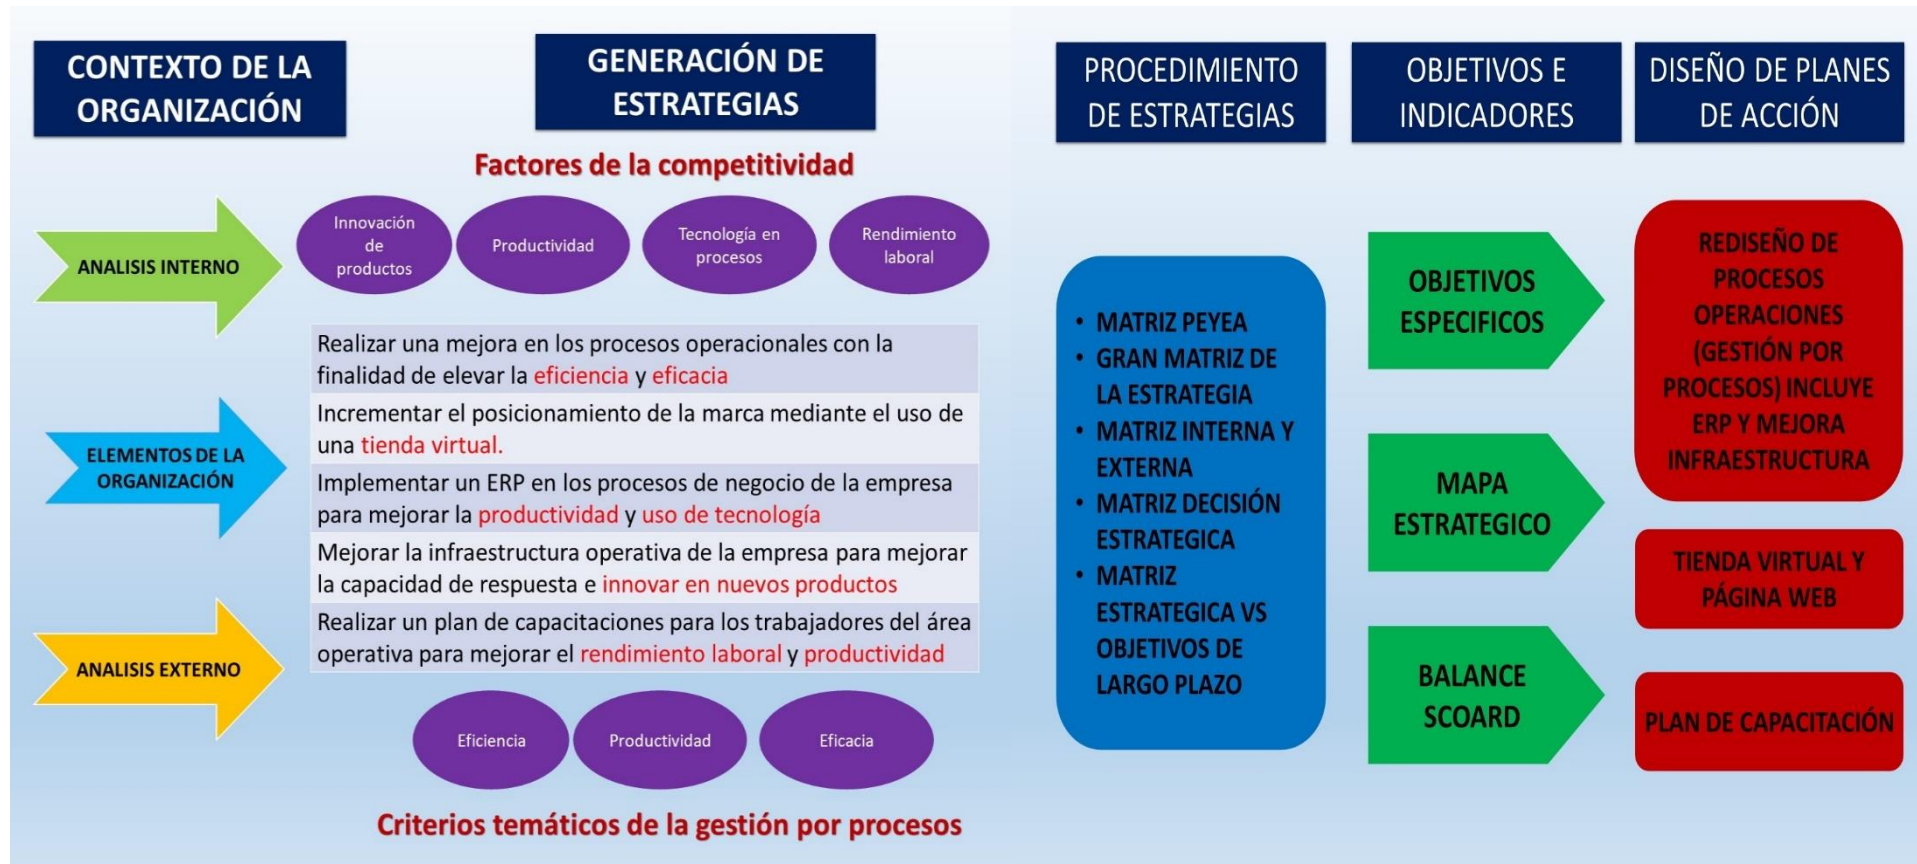 CONTEXTO DE LA
ORGANIZACIÓN
ANALISIS INTERNO
ELEMENTOS DE LA
ORGANIZACIÓN
ANALISIS EXTERNO
GENERACIÓN DE
ESTRATEGIAS
Factores de la competitividad
Innovación
de
productos
Productividad
Tecnología en
procesos
Rendimiento
laboral
Realizar una mejora en los procesos operacionales con la
finalidad de elevar la eficiencia y eficacia
Incrementar el posicionamiento de la marca mediante el uso de
una tienda virtual.
Implementar un ERP en los procesos de negocio de la empresa
para mejorar la productividad y uso de tecnología
Mejorar la infraestructura operativa de la empresa para mejorar
la capacidad de respuesta e innovar en nuevos productos
Realizar un plan de capacitaciones para los trabajadores del área
operativa para mejorar el rendimiento laboral y productividad
Eficiencia
Productividad
Eficacia
Criterios temáticos de la gestión por procesos
PROCEDIMIENTO
DE ESTRATEGIAS
• MATRIZ PEYEA
• GRAN MATRIZ DE
LA ESTRATEGIA
• MATRIZ INTERNA Y
EXTERNA
• MATRIZ DECISIÓN
ESTRATEGICA
• MATRIZ
ESTRATEGICA VS
OBJETIVOS DE
LARGO PLAZO
OBJETIVOS E
INDICADORES
OBJETIVOS
ESPECIFICOS
MAPA
ESTRATEGICO
BALANCE
SCOARD
DISEÑO DE PLANES
DE ACCIÓN
REDISEÑO DE
PROCESOS
OPERACIONES
(GESTIÓN POR
PROCESOS) INCLUYE
ERP Y MEJORA
INFRAESTRUCTURA
TIENDA VIRTUAL Y
PÁGINA WEB
PLAN DE CAPACITACIÓN